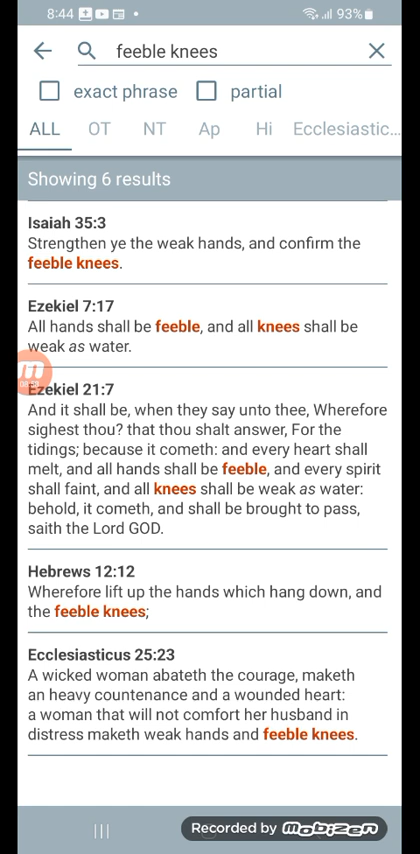 8:44
93%
feeble knees
exact phrase partial
ALL OT NT Ap Hi Ecclesiastic...
Showing 6 results
Isaiah 35:3
Strengthen ye the weak hands, and confirm the
feeble knees.
Ezekiel 7:17
All hands shall be feeble, and all knees shall be
weak as water.
Ezekiel 21:7
And it shall be, when they say unto thee, Wherefore
sighest thou? that thou shalt answer, For the
tidings; because it cometh: and every heart shall
melt, and all hands shall be feeble, and every spirit
shall faint, and all knees shall be weak as water:
behold, it cometh, and shall be brought to pass,
saith the Lord GOD.
Hebrews 12:12
Wherefore lift up the hands which hang down, and
the feeble knees;
Ecclesiasticus 25:23
A wicked woman abateth the courage, maketh
an heavy countenance and a wounded heart:
a woman that will not comfort her husband in
distress maketh weak hands and feeble knees.
Recorded by Mobizen